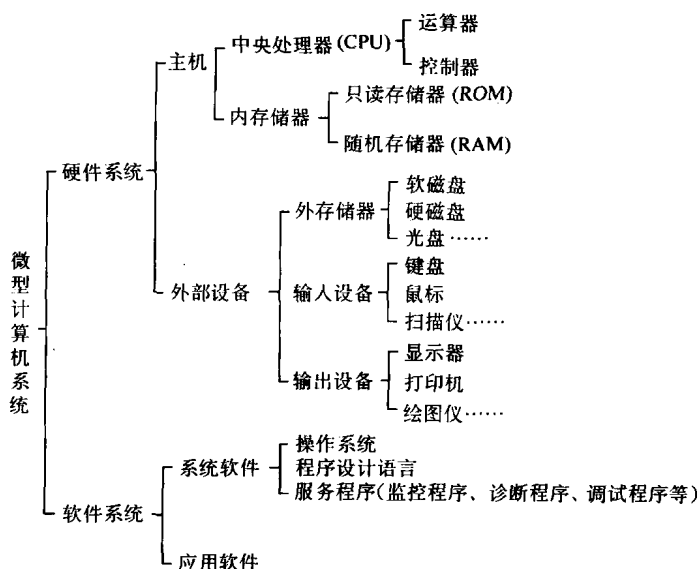 微型计算机系统
硬件系统
主机
中央处理器(CPU)
运算器
控制器
内存储器
只读存储器(ROM)
随机存储器(RAM)
外部设备
外存储器
软磁盘
硬磁盘
光盘……
输人设备
键盘
鼠标
扫描仪……
输出设备
显示器
打印机
绘图仪……
软件系统
系统软件
操作系统
程序设计语言
服务程序(监控程序、诊断程序、调试程序等)
应用软件